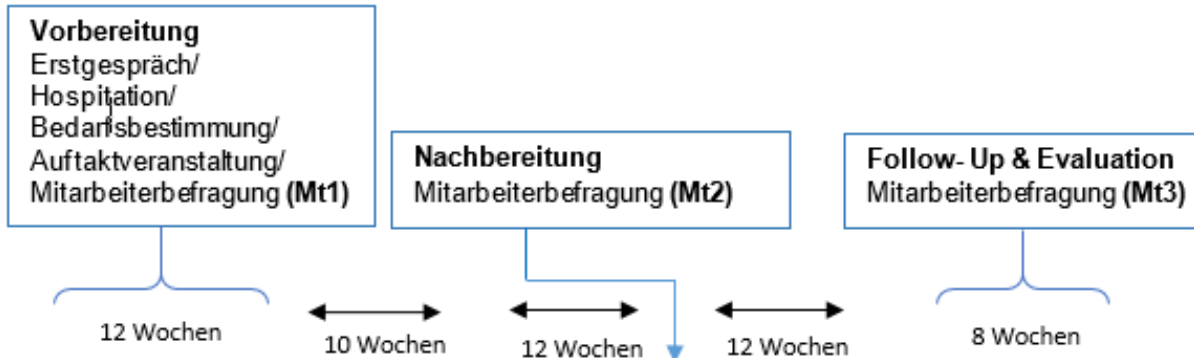 Vorbereitung
Erstgespräch/
Hospitation/
Bedarfsbestimmung/
Auftaktveranstaltung/
Mitarbeiterbefragung (Mt1)
Nachbereitung
Mitarbeiterbefragung (Mt2)
Follow- Up & Evaluation
Mitarbeiterbefragung (Mt3)
12 Wochen
10 Wochen
12 Wochen
12 Wochen
8 Wochen